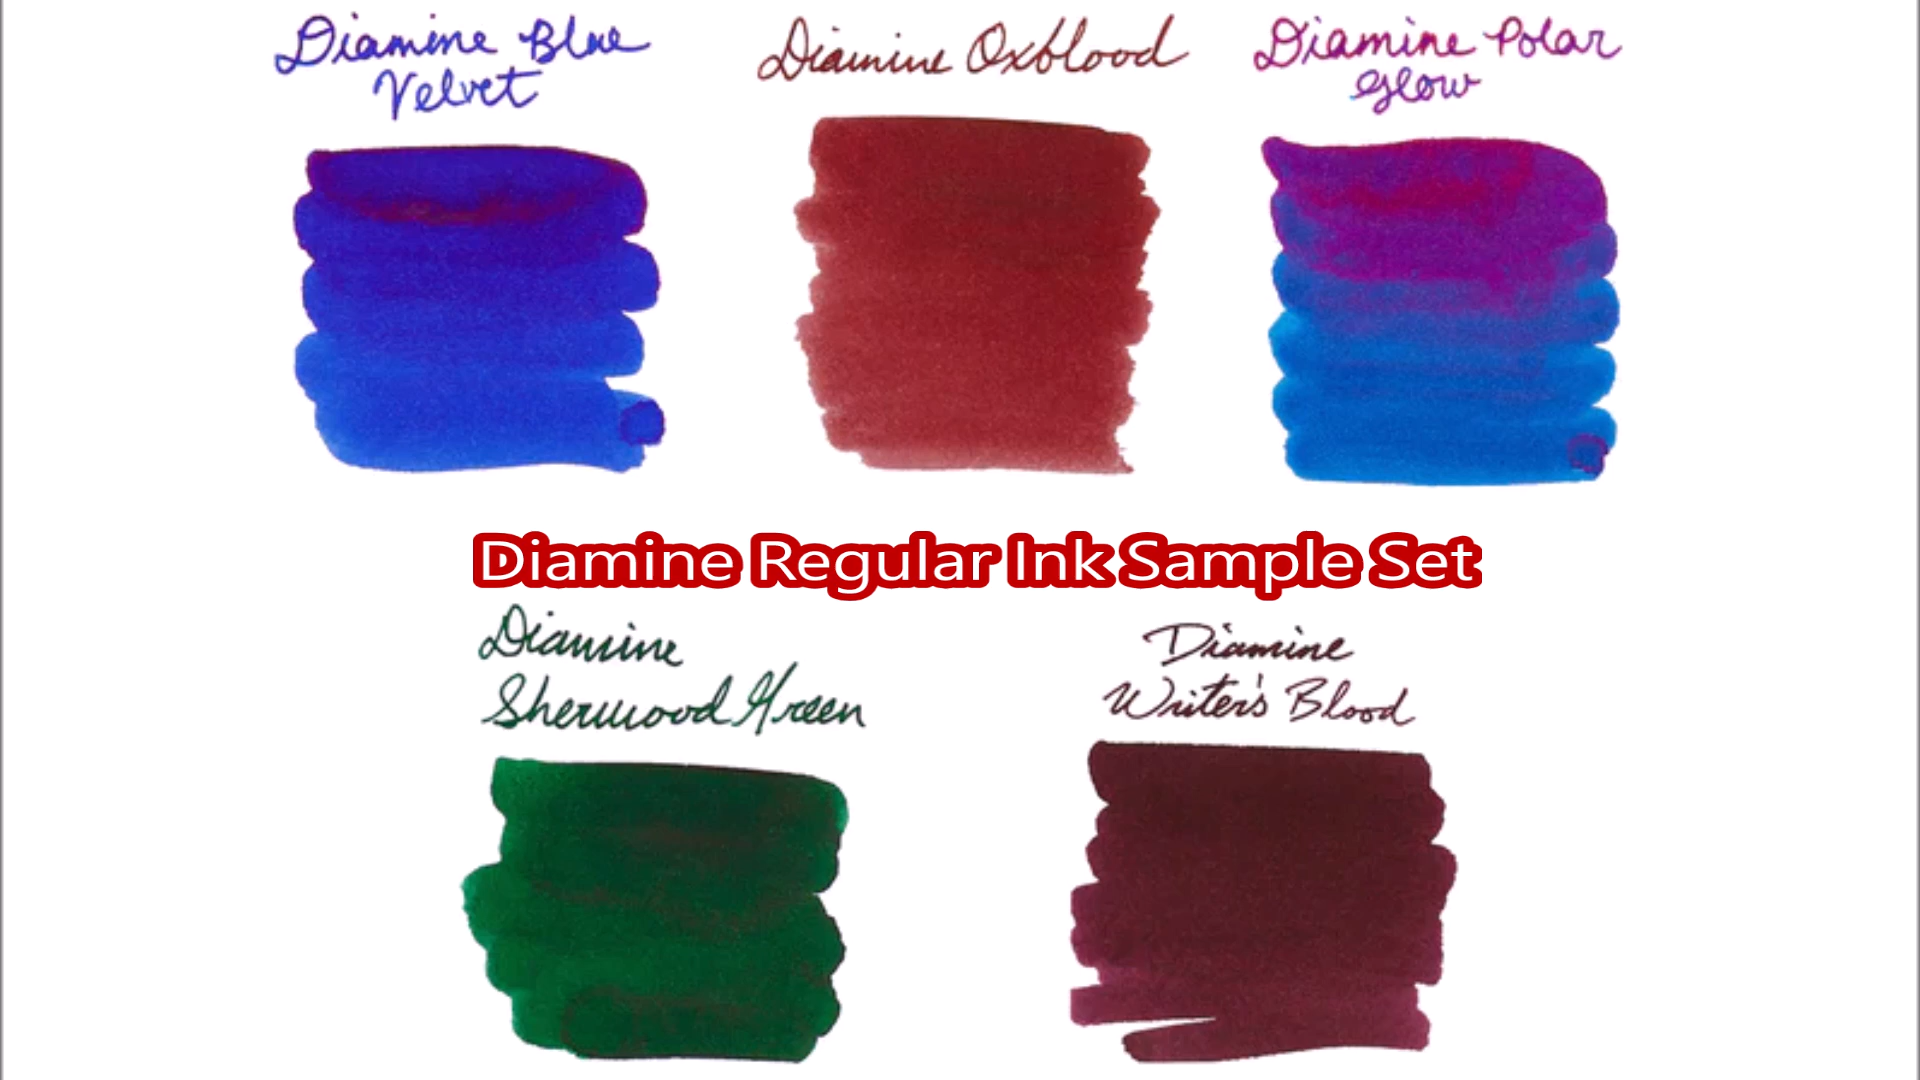 Diamine Blue
Velvet
Diamine Oxblood
Diamine Polar
Glow
Diamine Regular Ink Sample Set
Diamine
Sherwood Green
Diamine
Writer's Blood